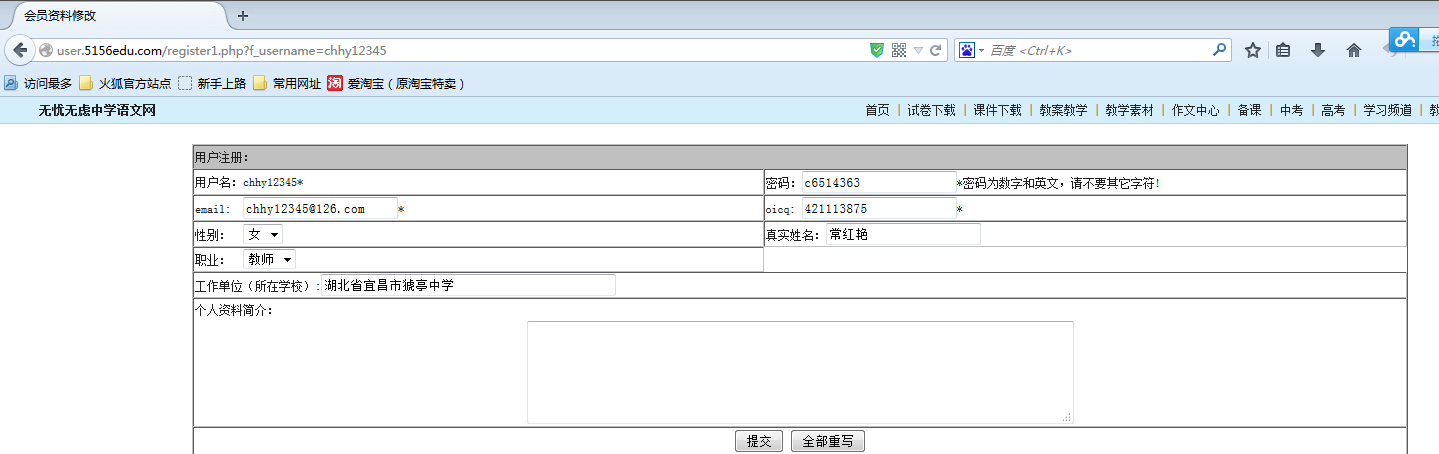 会员资料修改
user.5156edu.com/register1.php?f_username=chhy12345
百度 <Ctrl+K>
访问最多 火狐官方站点 新手上路 常用网址 淘 爱淘宝（原淘宝特卖）
无忧无虑中学语文网 首页 | 试卷下载 | 课件下载 | 教案教学 | 教学素材 | 作文中心 | 备课 | 中考 | 高考 | 学习频道 |
用户注册:
用户名: chhy12345* 密码: c6514363 *密码为数字和英文，请不要其它字符!
email: chhy12345@126.com * oicq: 421113875 *
性别: 女 真实姓名: 常红艳
职业: 教师
工作单位（所在学校）: 湖北省宜昌市猇亭中学
个人资料简介:
提交 全部重写